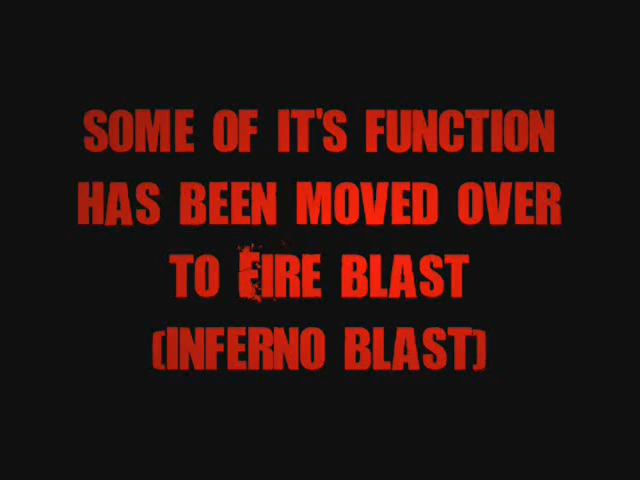 SOME OF IT'S FUNCTION
HAS BEEN MOVED OVER
TO FIRE BLAST
(INFERNO BLAST)